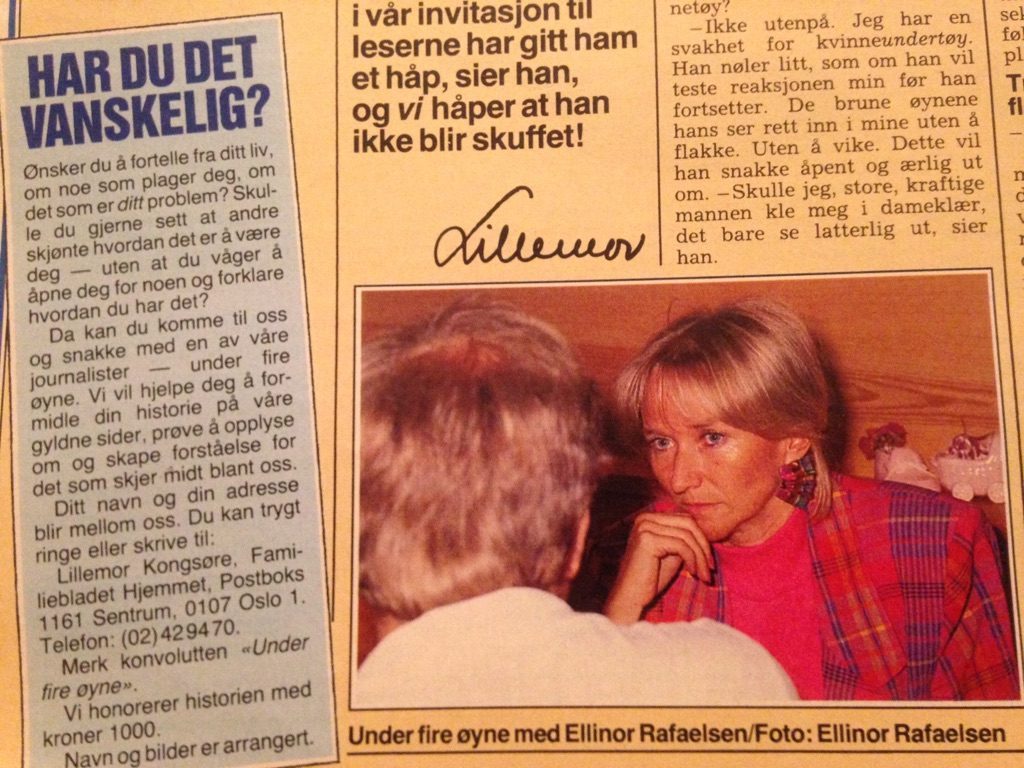 HAR DU DET
VANSKELIG?
Ønsker du å fortelle fra ditt liv,
om noe som plager deg, om
det som er ditt problem? Skul-
le du gjerne sett at andre
skjønte hvordan det er å være
deg — uten at du våger å
åpne deg for noen og forklare
hvordan du har det?
Da kan du komme til oss
og snakke med en av våre
journalister — under fire
øyne. Vi vil hjelpe deg å for-
midle din historie på våre
gyldne sider, prøve å opplyse
om og skape forståelse for
det som skjer midt blant oss.
Ditt navn og din adresse
blir mellom oss. Du kan trygt
ringe eller skrive til:
Lillemor Kongsøre, Fami-
liebladet Hjemmet, Postboks
1161 Sentrum, 0107 Oslo 1.
Telefon: (02) 429470.
Merk konvolutten «Under
fire øyne».
Vi honorerer historien med
kroner 1000.
Navn og bilder er arrangert.
i vår invitasjon til
leserne har gitt ham
et håp, sier han,
og vi håper at han
ikke blir skuffet!
Lillemor
netøy?
–Ikke utenpå. Jeg har en
svakhet for kvinneundertøy.
Han nøler litt, som om han vil
teste reaksjonen min før han
fortsetter. De brune øynene
hans ser rett inn i mine uten å
flakke. Uten å vike. Dette vil
han snakke åpent og ærlig ut
om. –Skulle jeg, store, kraftige
mannen kle meg i dameklær,
det bare se latterlig ut, sier
han.
Under fire øyne med Ellinor Rafaelsen/Foto: Ellinor Rafaelsen